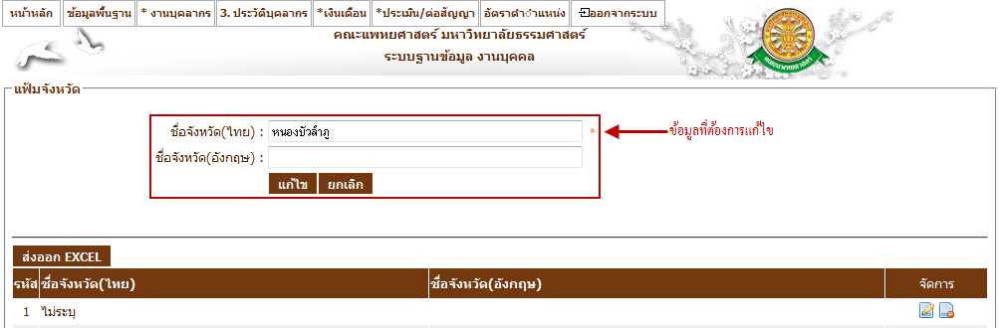 หน้าหลัก ข้อมูลพื้นฐาน * งานบุคลากร 3. ประวัติบุคลากร *เงินเดือน *ประเมิน/ต่อสัญญา อัตราตำแหน่ง ออกจากระบบ
คณะแพทยศาสตร์ มหาวิทยาลัยธรรมศาสตร์
ระบบฐานข้อมูล งานบุคคล
แฟ้มจังหวัด
ชื่อจังหวัด(ไทย) : หนองบัวลำภู * ข้อมูลที่ต้องการแก้ไข
ชื่อจังหวัด(อังกฤษ) :
แก้ไข ยกเลิก
ส่งออก EXCEL
รหัส ชื่อจังหวัด(ไทย) ชื่อจังหวัด(อังกฤษ) จัดการ
1 ไม่ระบุ